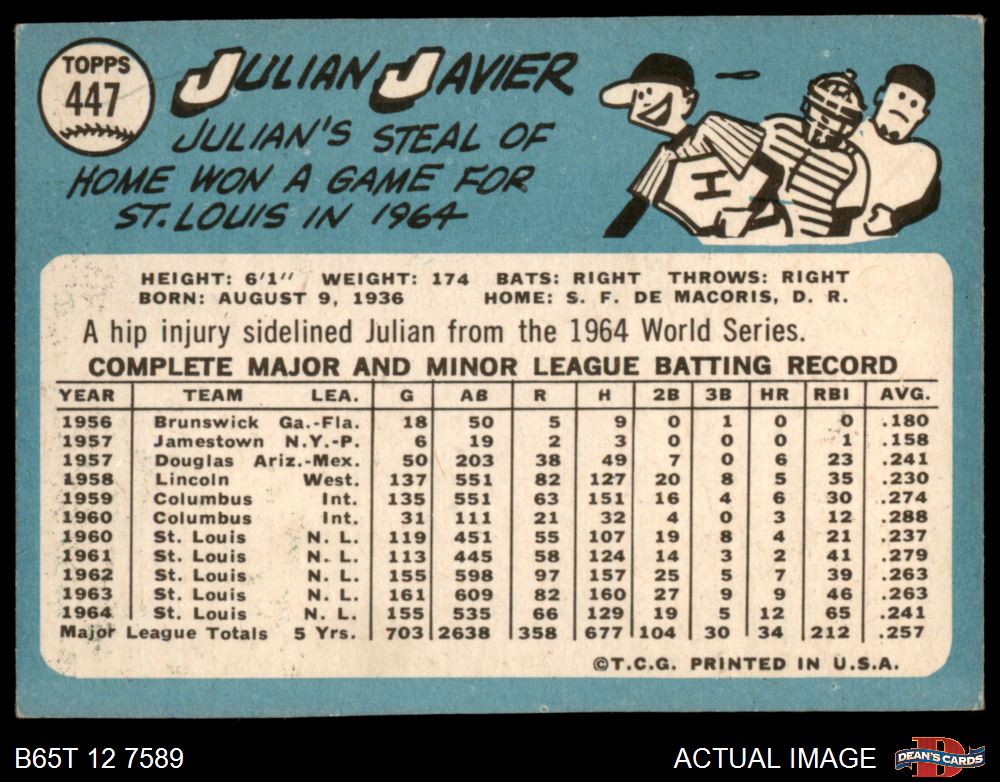 TOPPS
447
JULIAN JAVIER
JULIAN'S STEAL OF
HOME WON A GAME FOR
ST. LOUIS IN 1964
H
HEIGHT: 6'1" WEIGHT: 174 BATS: RIGHT THROWS: RIGHT
BORN: AUGUST 9, 1936 HOME: S. F. DE MACORIS, D. R.
A hip injury sidelined Julian from the 1964 World Series.
COMPLETE MAJOR AND MINOR LEAGUE BATTING RECORD
YEAR TEAM LEA. G AB R H 2B 3B HR RBI AVG.
1956 Brunswick Ga.-Fla. 18 50 5 9 0 1 0 0 .180
1957 Jamestown N.Y.-P. 6 19 2 3 0 0 0 1 .158
1957 Douglas Ariz.-Mex. 50 203 38 49 7 0 6 23 .241
1958 Lincoln West. 137 551 82 127 20 8 5 35 .230
1959 Columbus Int. 135 551 63 151 16 4 6 30 .274
1960 Columbus Int. 31 111 21 32 4 0 3 12 .288
1960 St. Louis N. L. 119 451 55 107 19 8 4 21 .237
1961 St. Louis N. L. 113 445 58 124 14 3 2 41 .279
1962 St. Louis N. L. 155 598 97 157 25 5 7 39 .263
1963 St. Louis N. L. 161 609 82 160 27 9 9 46 .263
1964 St. Louis N. L. 155 535 66 129 19 5 12 65 .241
Major League Totals 5 Yrs. 703 2638 358 677 104 30 34 212 .257
©T.C.G. PRINTED IN U.S.A.
B65T 12 7589 ACTUAL IMAGE
D
DEAN'S CARDS